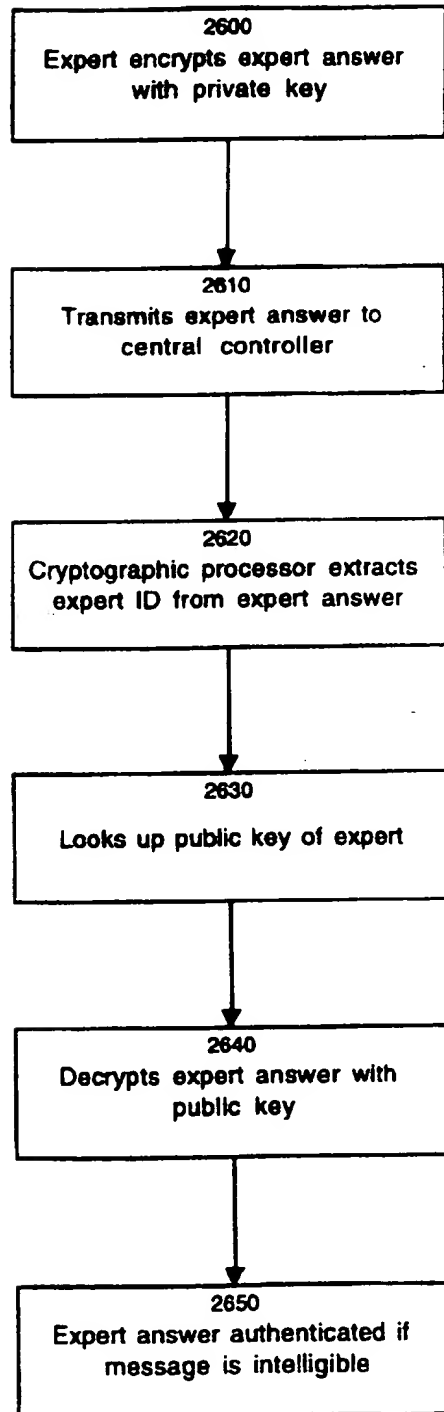 2600
Expert encrypts expert answer
with private key
2610
Transmits expert answer to
central controller
2620
Cryptographic processor extracts
expert ID from expert answer
2630
Looks up public key of expert
2640
Decrypts expert answer with
public key
2650
Expert answer authenticated if
message is intelligible